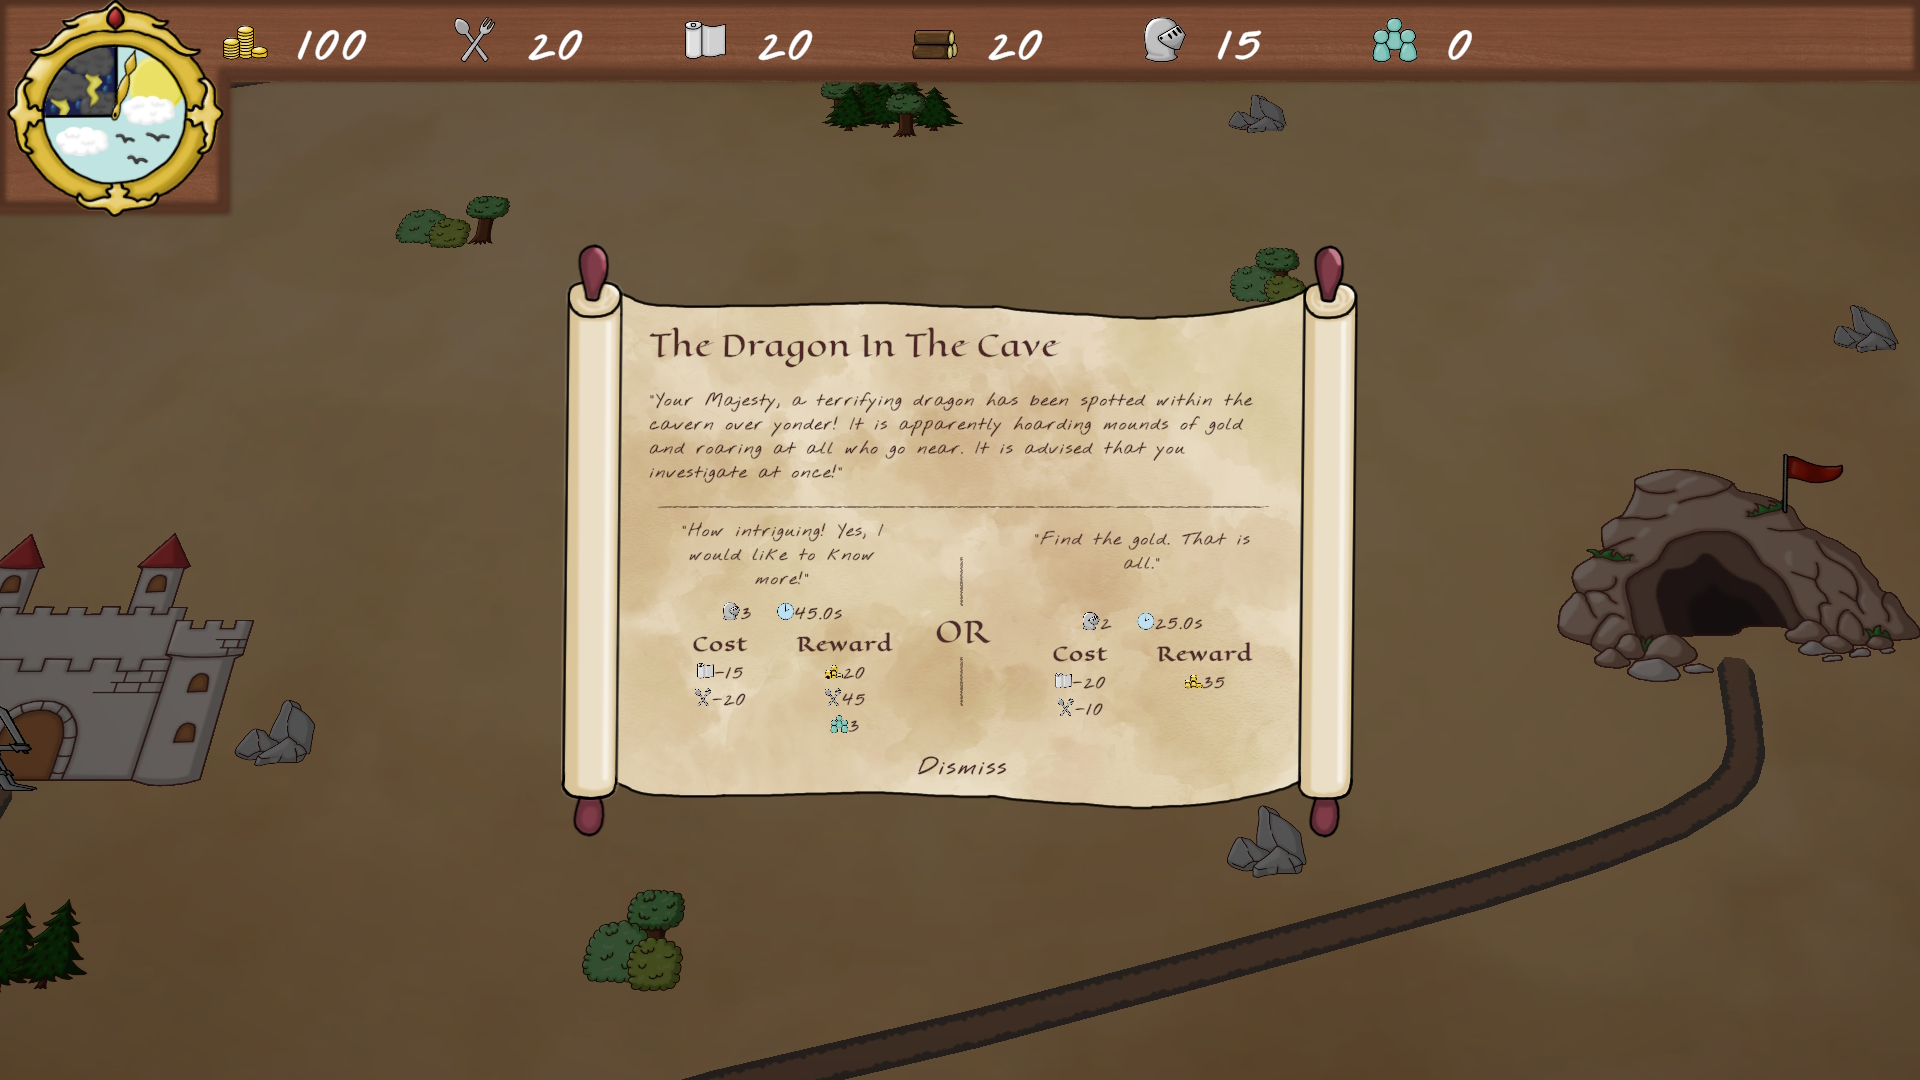 100 20 20 20 15 0
The Dragon In The Cave
"Your Majesty, a terrifying dragon has been spotted within the
cavern over yonder! It is apparently hoarding mounds of gold
and roaring at all who go near. It is advised that you
investigate at once!"
"How intriguing! Yes, I
would like to know
more!"
3 45.0s
Cost Reward
-15 20
-20 45
3
OR
"Find the gold. That is
all."
2 25.0s
Cost Reward
-20 35
-10
Dismiss